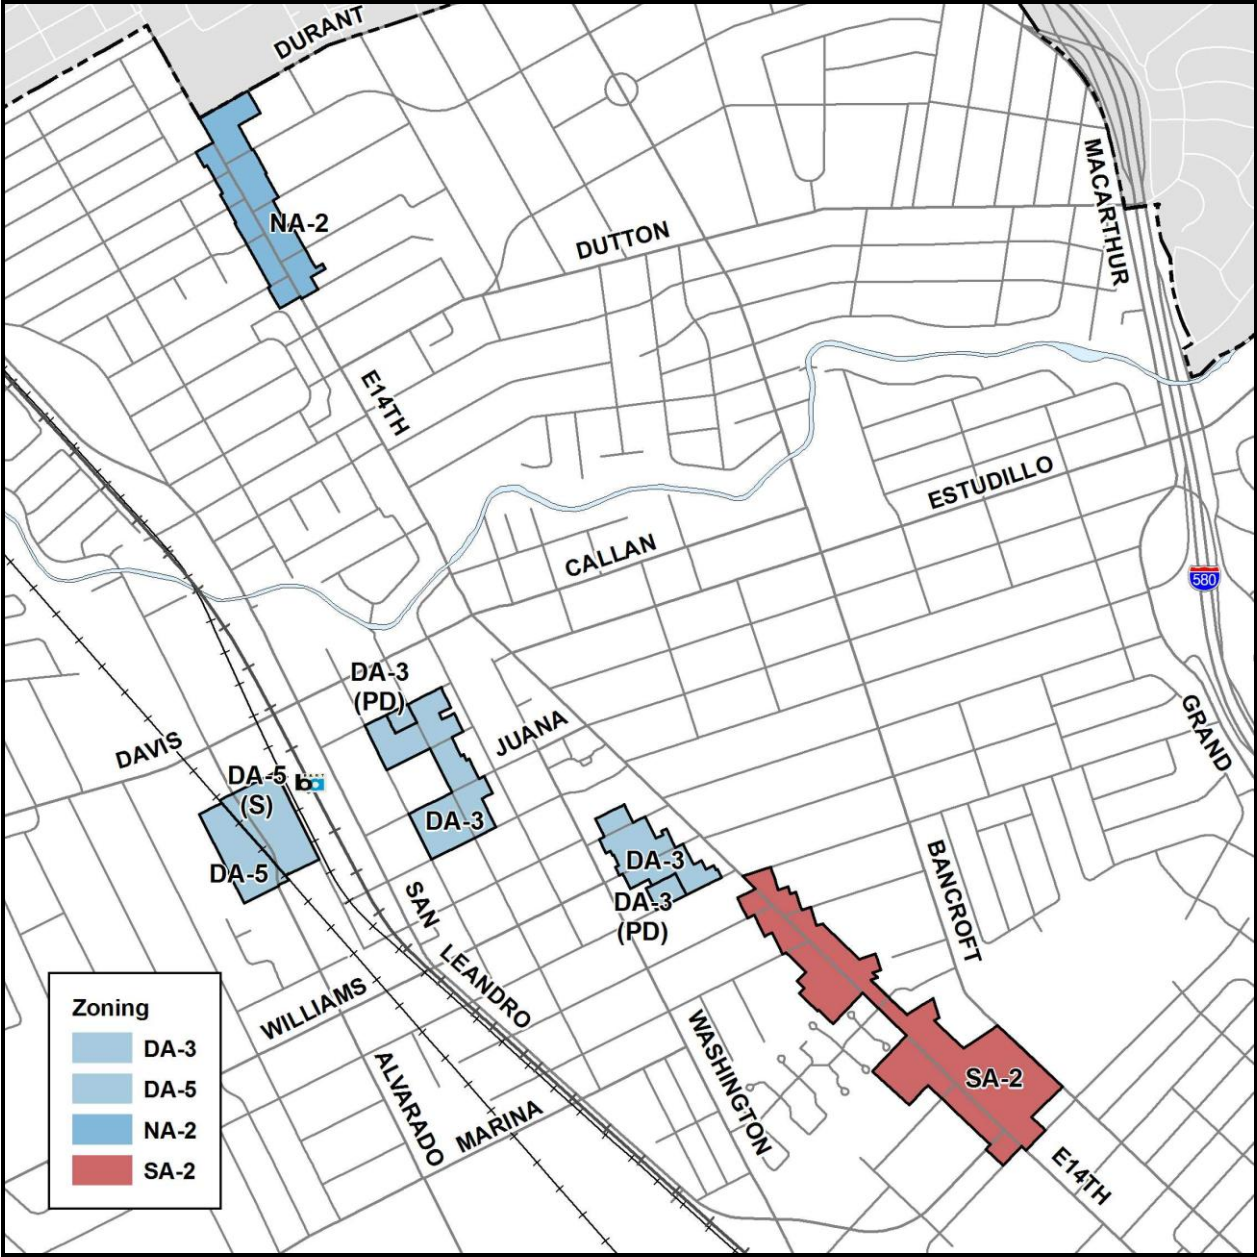 DURANT
MACARTHUR
NA-2
DUTTON
E14TH
ESTUDILLO
CALLAN
580
DA-3
(PD)
GRAND
JUANA
DAVIS
DA-5
(S)
ba
DA-3
DA-5
DA-3
BANCROFT
DA-3
(PD)
SAN LEANDRO
WILLIAMS
WASHINGTON
SA-2
ALVARADO
MARINA
E14TH
Zoning
DA-3
DA-5
NA-2
SA-2